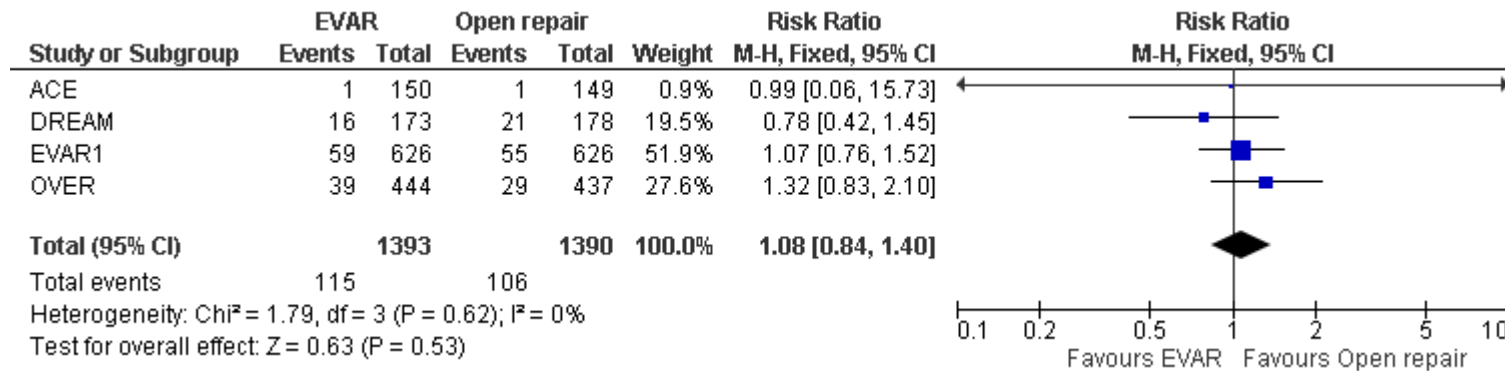 EVAR Open repair Risk Ratio Risk Ratio
Study or Subgroup Events Total Events Total Weight M-H, Fixed, 95% CI M-H, Fixed, 95% CI
ACE 1 150 1 149 0.9% 0.99 [0.06, 15.73]
DREAM 16 173 21 178 19.5% 0.78 [0.42, 1.45]
EVAR1 59 626 55 626 51.9% 1.07 [0.76, 1.52]
OVER 39 444 29 437 27.6% 1.32 [0.83, 2.10]
Total (95% CI) 1393 1390 100.0% 1.08 [0.84, 1.40]
Total events 115 106
Heterogeneity: Chi² = 1.79, df = 3 (P = 0.62); I² = 0%
Test for overall effect: Z = 0.63 (P = 0.53)
0.1 0.2 0.5 1 2 5 10
Favours EVAR Favours Open repair